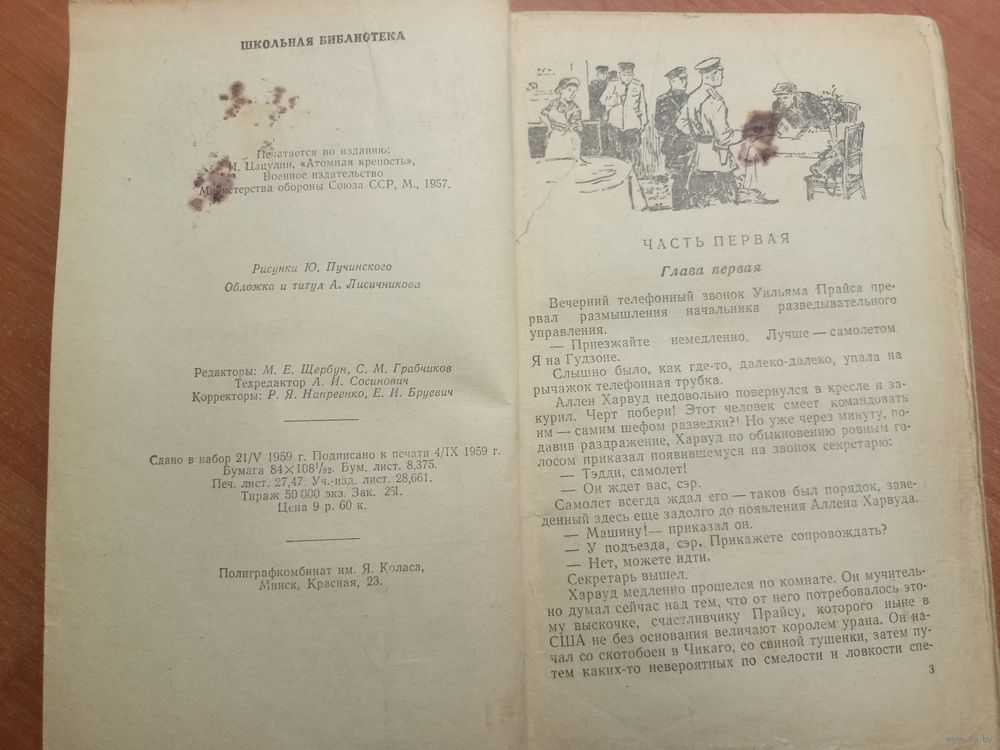 ШКОЛЬНАЯ БИБЛИОТЕКА
Печатается по изданию:
И. Цацулин, «Атомная крепость»,
Военное издательство
Министерства обороны Союза ССР, М., 1957.
Рисунки Ю. Пучинского
Обложка и титул А. Лисичникова
Редакторы: М. Е. Щербун, С. М. Грабчиков
Техредактор А. И. Сосинович
Корректоры: Р. Я. Напреенко, Е. И. Бруевич
Сдано в набор 21/V 1959 г. Подписано к печати 4/IX 1959 г.
Бумага 84×108¹/₃₂. Бум. лист. 8,375.
Печ. лист. 27,47. Уч.-изд. лист. 28,661.
Тираж 50 000 экз. Зак. 251.
Цена 9 р. 60 к.
Полиграфкомбинат им. Я. Коласа,
Минск, Красная, 23.
ЧАСТЬ ПЕРВАЯ
Глава первая
Вечерний телефонный звонок Уильяма Прайса пре-
рвал размышления начальника разведывательного
управления.
— Приезжайте немедленно. Лучше — самолетом
Я на Гудзоне.
Слышно было, как где-то, далеко-далеко, упала на
рычажок телефонная трубка.
Аллен Харвуд недовольно повернулся в кресле и за-
курил. Черт побери! Этот человек смеет командовать
им — самим шефом разведки?! Но уже через минуту, по-
давив раздражение, Харвуд по обыкновению ровным го-
лосом приказал появившемуся на звонок секретарю:
— Тэдди, самолет!
— Он ждет вас, сэр.
Самолет всегда ждал его — таков был порядок, заве-
денный здесь еще задолго до появления Аллена Харвуда.
— Машину! — приказал он.
— У подъезда, сэр. Прикажете сопровождать?
— Нет, можете идти.
Секретарь вышел.
Харвуд медленно прошелся по комнате. Он мучитель-
но думал сейчас над тем, что от него потребовалось это-
му выскочке, счастливчику Прайсу, которого ныне в
США не без основания величают королем урана. Он на-
чал со скотобоен в Чикаго, со свиной тушенки, затем пу-
тем каких-то невероятных по смелости и ловкости спе-
3